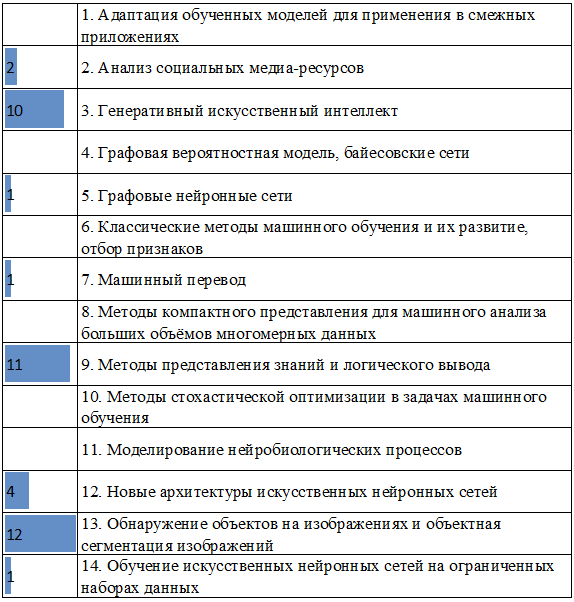 1. Адаптация обученных моделей для применения в смежных
приложениях
2 2. Анализ социальных медиа-ресурсов
10 3. Генеративный искусственный интеллект
4. Графовая вероятностная модель, байесовские сети
1 5. Графовые нейронные сети
6. Классические методы машинного обучения и их развитие,
отбор признаков
1 7. Машинный перевод
8. Методы компактного представления для машинного анализа
больших объёмов многомерных данных
11 9. Методы представления знаний и логического вывода
10. Методы стохастической оптимизации в задачах машинного
обучения
11. Моделирование нейробиологических процессов
4 12. Новые архитектуры искусственных нейронных сетей
12 13. Обнаружение объектов на изображениях и объектная
сегментация изображений
1 14. Обучение искусственных нейронных сетей на ограниченных
наборах данных